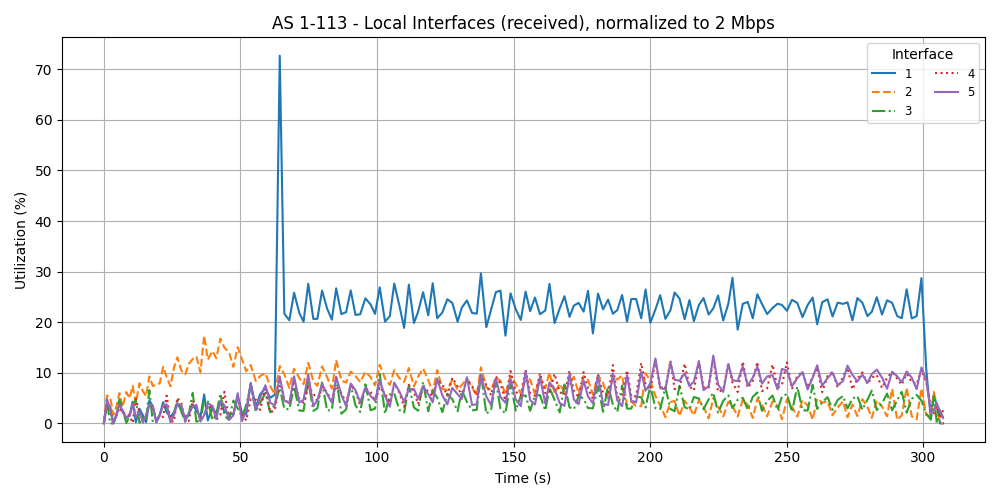 AS 1-113 - Local Interfaces (received), normalized to 2 Mbps
Interface
1
2
3
4
5
Utilization (%)
70
60
50
40
30
20
10
0
0 50 100 150 200 250 300
Time (s)